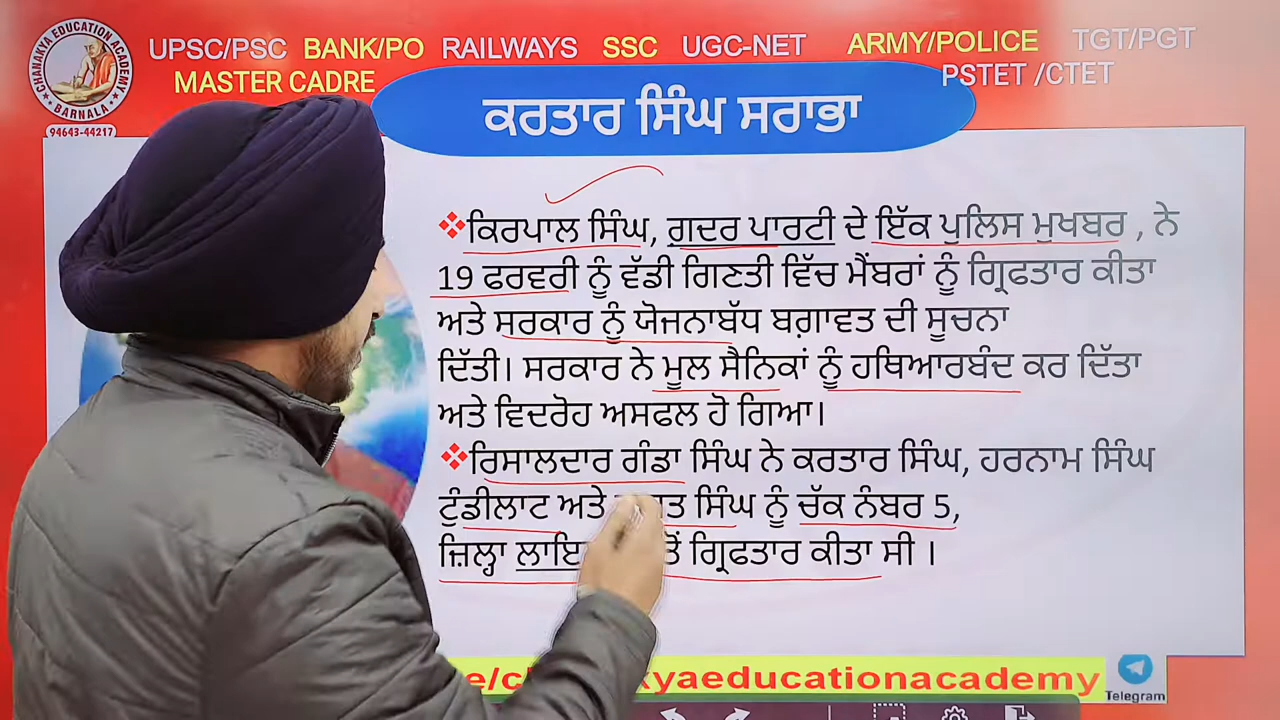 CHANAKYA EDUCATION ACADEMY
BARNALA
94643-44217
UPSC/PSC BANK/PO RAILWAYS SSC UGC-NET ARMY/POLICE TGT/PGT
MASTER CADRE PSTET /CTET
ਕਰਤਾਰ ਸਿੰਘ ਸਰਾਭਾ
ਕਿਰਪਾਲ ਸਿੰਘ, ਗ਼ਦਰ ਪਾਰਟੀ ਦੇ ਇੱਕ ਪੁਲਿਸ ਮੁਖਬਰ , ਨੇ
19 ਫਰਵਰੀ ਨੂੰ ਵੱਡੀ ਗਿਣਤੀ ਵਿੱਚ ਮੈਂਬਰਾਂ ਨੂੰ ਗ੍ਰਿਫਤਾਰ ਕੀਤਾ
ਅਤੇ ਸਰਕਾਰ ਨੂੰ ਯੋਜਨਾਬੱਧ ਬਗ਼ਾਵਤ ਦੀ ਸੂਚਨਾ
ਦਿੱਤੀ। ਸਰਕਾਰ ਨੇ ਮੂਲ ਸੈਨਿਕਾਂ ਨੂੰ ਹਥਿਆਰਬੰਦ ਕਰ ਦਿੱਤਾ
ਅਤੇ ਵਿਦਰੋਹ ਅਸਫਲ ਹੋ ਗਿਆ।
ਰਿਸਾਲਦਾਰ ਗੰਡਾ ਸਿੰਘ ਨੇ ਕਰਤਾਰ ਸਿੰਘ, ਹਰਨਾਮ ਸਿੰਘ
ਟੁੰਡੀਲਾਟ ਅਤੇ ਸਿੰਘ ਨੂੰ ਚੱਕ ਨੰਬਰ 5,
ਜ਼ਿਲ੍ਹਾ ਗ੍ਰਿਫਤਾਰ ਕੀਤਾ ਸੀ ।
Telegram